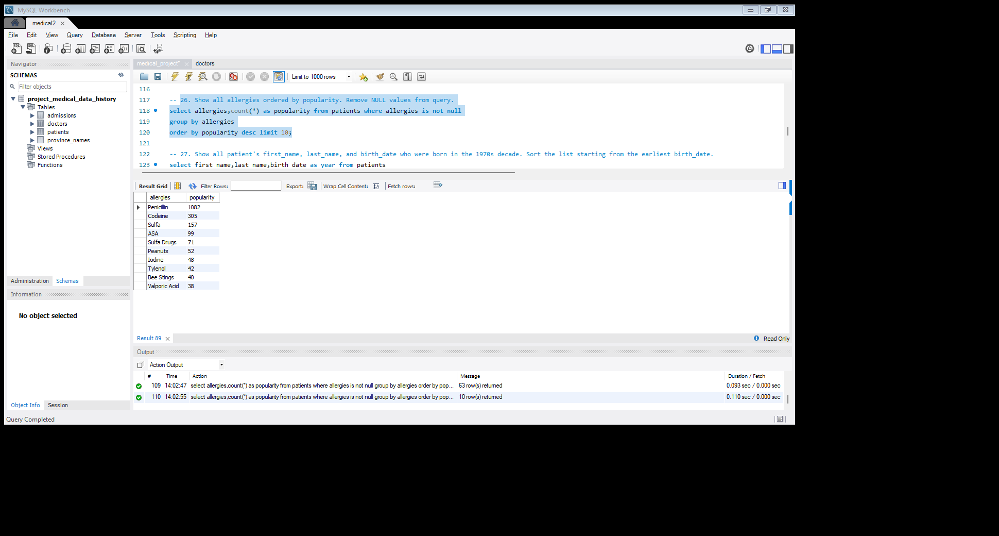 MySQL Workbench
medical2
File Edit View Query Database Server Tools Scripting Help
Navigator
SCHEMAS
Filter objects
project_medical_data_history
Tables
admissions
doctors
patients
province_names
Views
Stored Procedures
Functions
Administration Schemas
Information
No object selected
Object Info Session
medical_project* doctors
Limit to 1000 rows
116
117 -- 26. Show all allergies ordered by popularity. Remove NULL values from query.
118 select allergies,count(*) as popularity from patients where allergies is not null
119 group by allergies
120 order by popularity desc limit 10;
121
122 -- 27. Show all patient's first_name, last_name, and birth_date who were born in the 1970s decade. Sort the list starting from the earliest birth_date.
123 select first_name,last_name,birth_date as year from patients
Result Grid Filter Rows: Export: Wrap Cell Content: Fetch rows:
allergies popularity
Penicillin 1082
Codeine 305
Sulfa 157
ASA 99
Sulfa Drugs 71
Peanuts 52
Iodine 48
Tylenol 42
Bee Stings 40
Valporic Acid 38
Result 89 Read Only
Output
Action Output
# Time Action Message Duration / Fetch
109 14:02:47 select allergies,count(*) as popularity from patients where allergies is not null group by allergies order by pop... 63 row(s) returned 0.093 sec / 0.000 sec
110 14:02:55 select allergies,count(*) as popularity from patients where allergies is not null group by allergies order by pop... 10 row(s) returned 0.110 sec / 0.000 sec
Query Completed